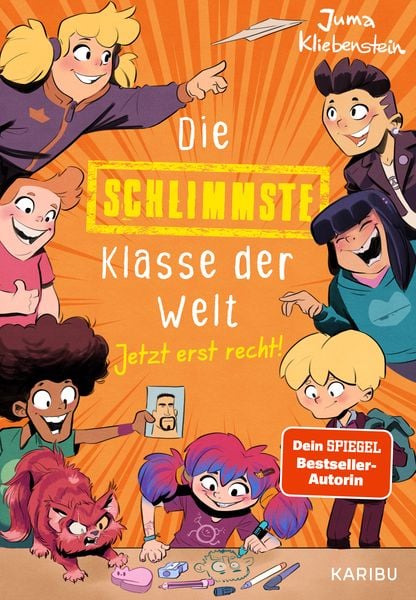 Juma
Kliebenstein
Die
SCHLIMMSTE
Klasse der
Welt
Jetzt erst recht!
Dein SPIEGEL
Bestseller-
Autorin
KARIBU